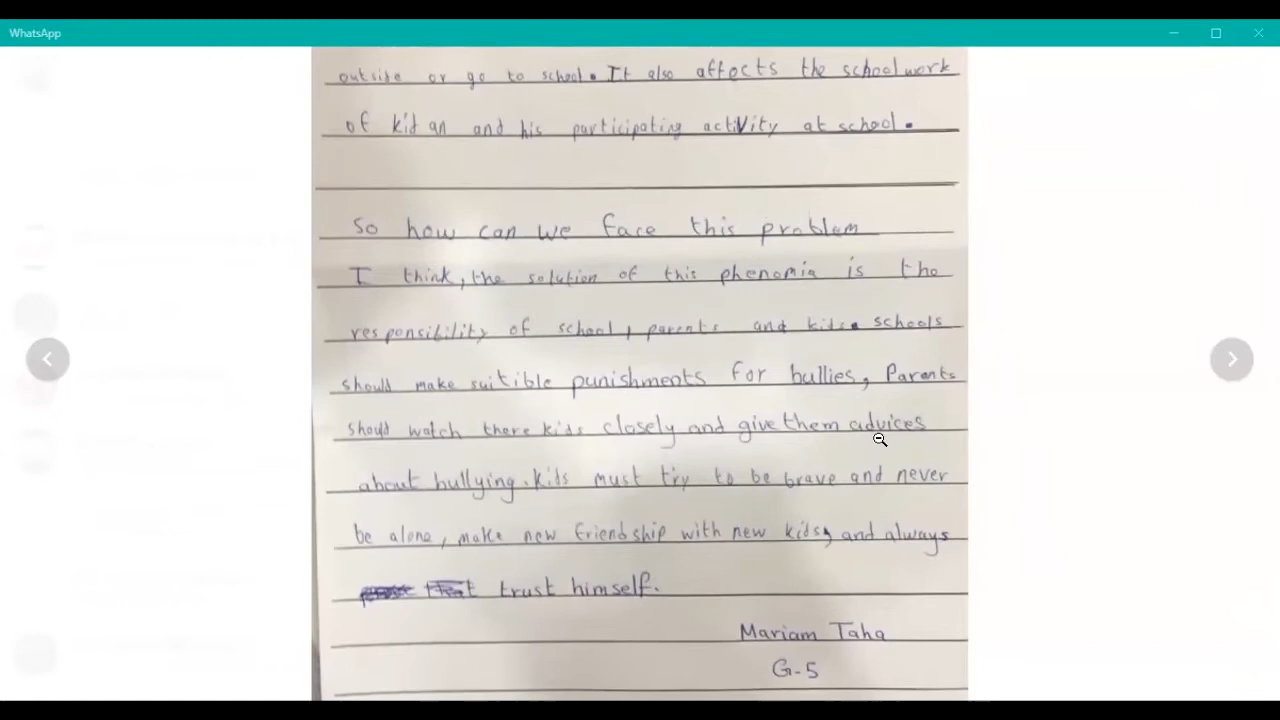 WhatsApp
outside or go to school. It also affects the schoolwork
of kid an and his participating activity at school.
So how can we face this problem
I think, the solution of this phenomia is the
responsibility of school, parents and kids. schools
should make suitible punishments for bullies, Parents
should watch there kids closely and give them advices
about bullying. kids must try to be brave and never
be alone, make new friendship with new kids, and always
trust himself.
Mariam Taha
G-5